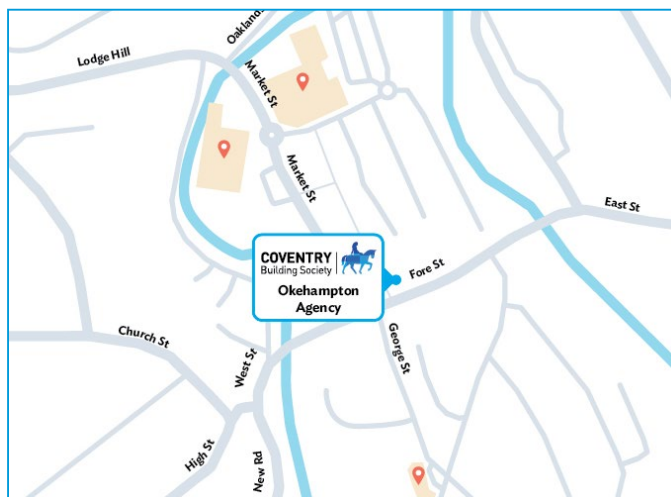 Oaklands
Lodge Hill
Market St
Market St
East St
COVENTRY
Building Society
Okehampton
Agency
Fore St
Church St
West St
George St
High St
New Rd